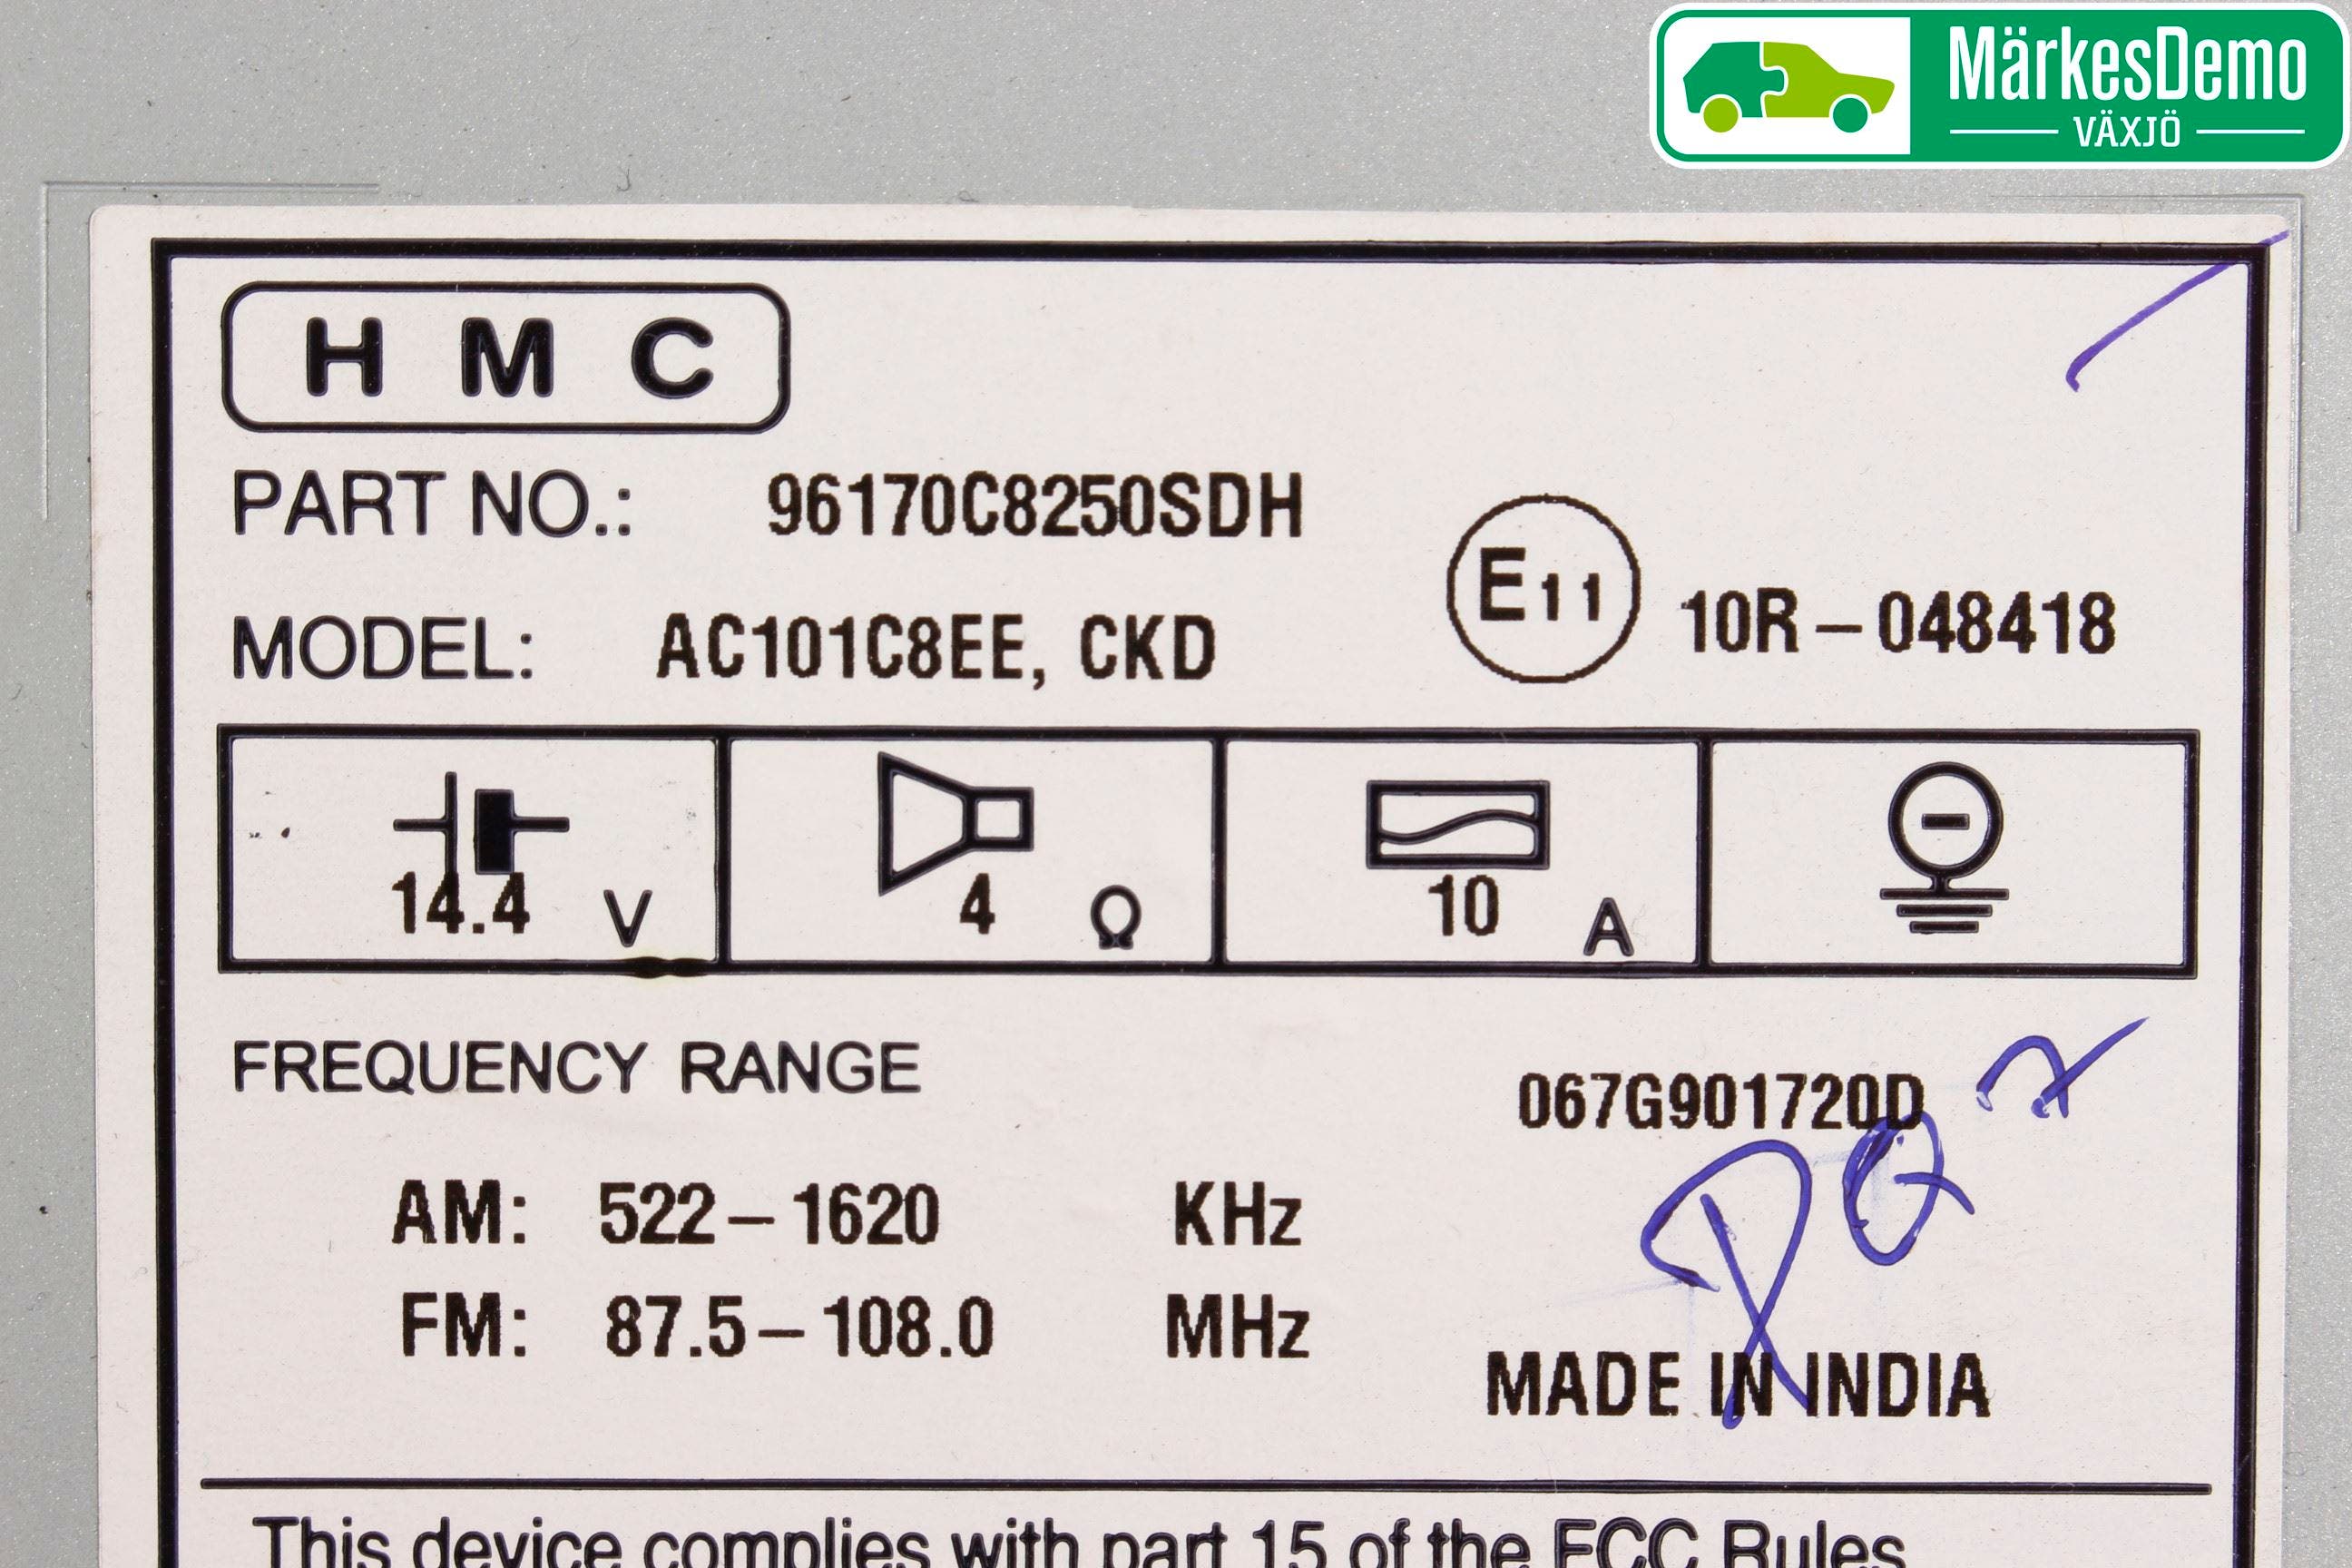 MärkesDemo
VÄXJÖ
H M C
PART NO.: 96170C8250SDH
MODEL: AC101C8EE, CKD
E11 10R-048418
14.4 V
4 Ω
10 A
-
FREQUENCY RANGE
067G901720D
AM: 522-1620 KHz
FM: 87.5-108.0 MHz
MADE IN INDIA
This device complies with part 15 of the FCC Rules